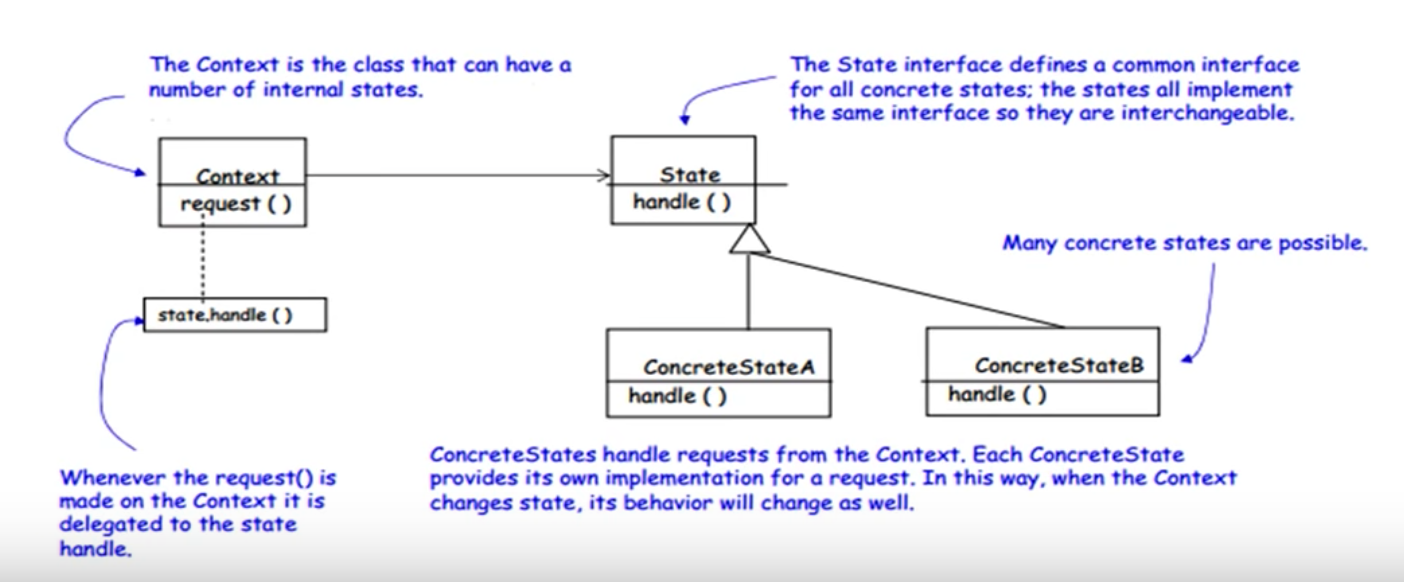 The Context is the class that can have a
number of internal states.
The State interface defines a common interface
for all concrete states; the states all implement
the same interface so they are interchangeable.
Context
request ( )
State
handle ( )
Many concrete states are possible.
state.handle ( )
ConcreteStateA
handle ( )
ConcreteStateB
handle ( )
Whenever the request() is
made on the Context it is
delegated to the state
handle.
ConcreteStates handle requests from the Context. Each ConcreteState
provides its own implementation for a request. In this way, when the Context
changes state, its behavior will change as well.